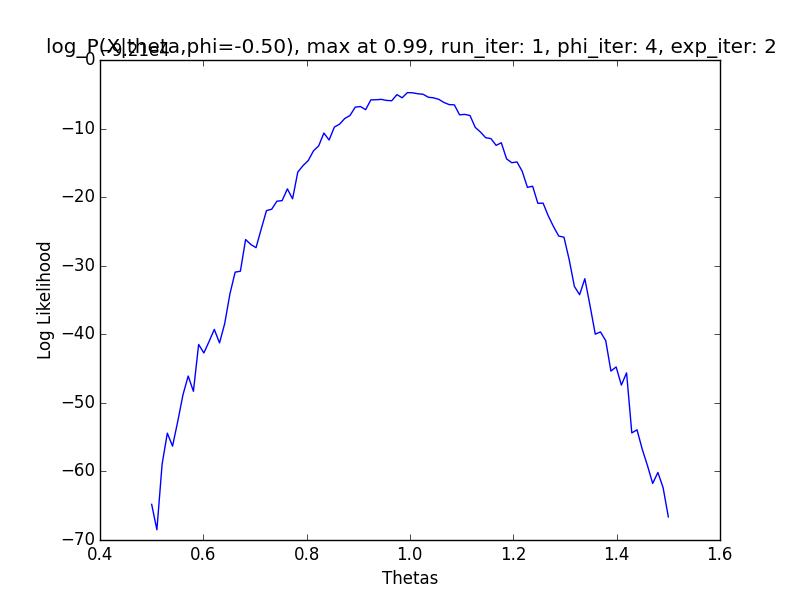 log_P(X|theta,phi=-0.50), max at 0.99, run_iter: 1, phi_iter: 4, exp_iter: 2
−9.21e4
0
−10
−20
−30
−40
−50
−60
−70
Log Likelihood
0.4 0.6 0.8 1.0 1.2 1.4 1.6
Thetas